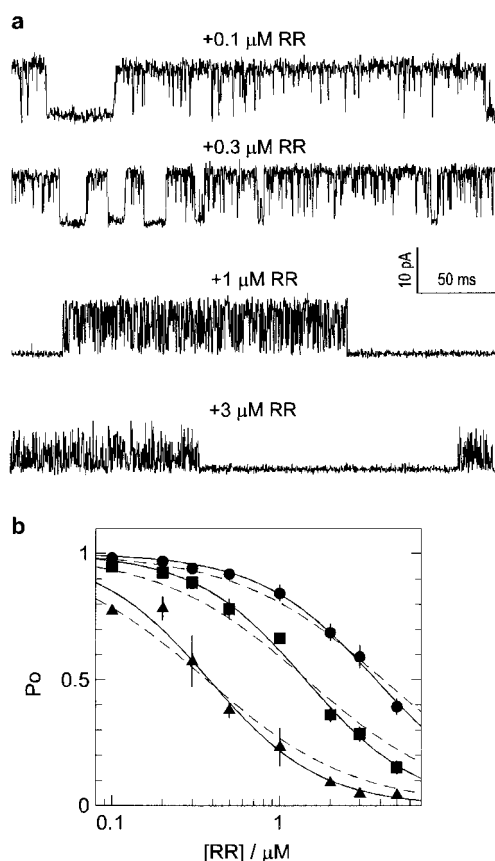 a
+0.1 µM RR
+0.3 µM RR
10 pA
50 ms
+1 µM RR
+3 µM RR
b
1
0.5
0
Po
0.1
1
[RR] / µM